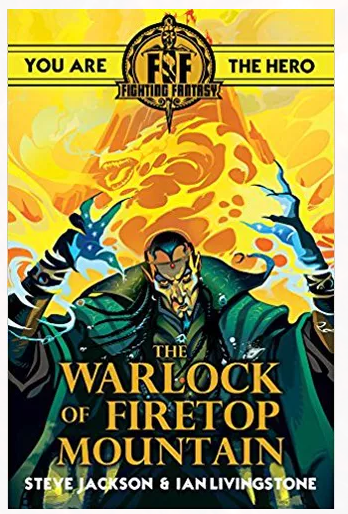 YOU ARE
THE HERO
FF
FIGHTING FANTASY
THE
WARLOCK
OF FIRETOP
MOUNTAIN
STEVE JACKSON & IAN LIVINGSTONE